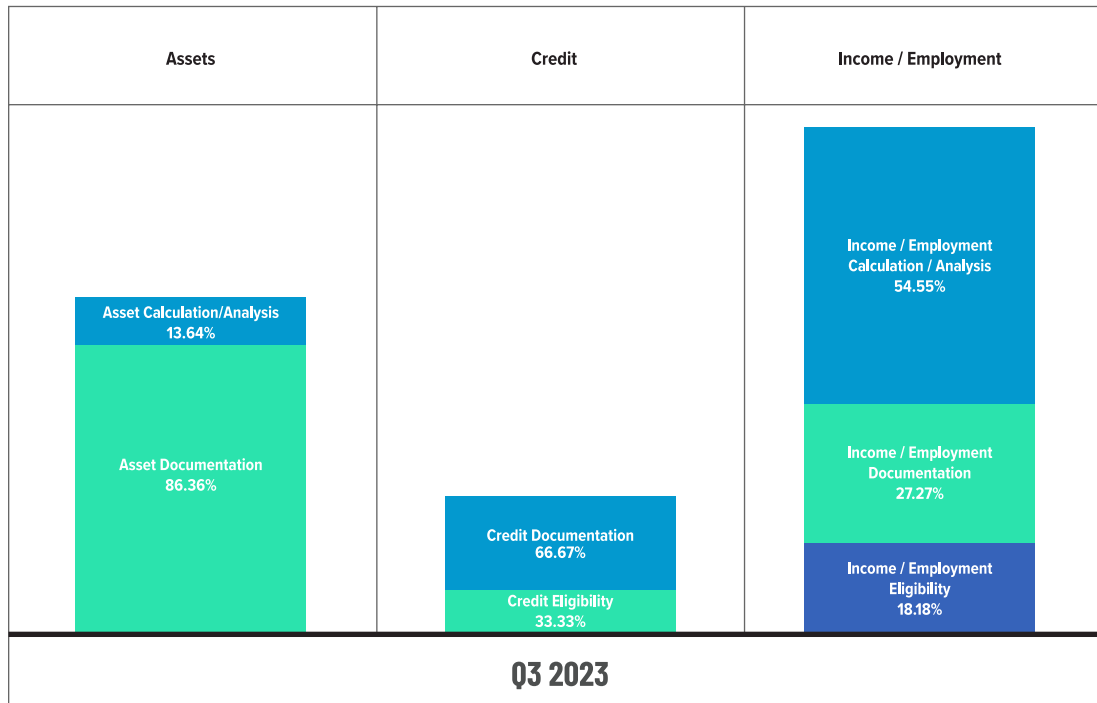 Assets
Credit
Income / Employment
Asset Calculation/Analysis
13.64%
Asset Documentation
86.36%
Credit Documentation
66.67%
Credit Eligibility
33.33%
Income / Employment
Calculation / Analysis
54.55%
Income / Employment
Documentation
27.27%
Income / Employment
Eligibility
18.18%
Q3 2023